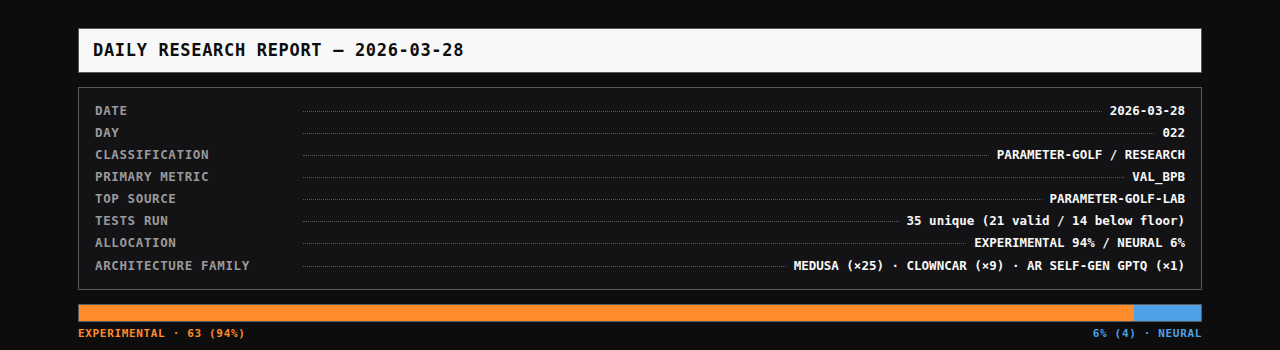 DAILY RESEARCH REPORT — 2026-03-28
DATE 2026-03-28
DAY 022
CLASSIFICATION PARAMETER-GOLF / RESEARCH
PRIMARY METRIC VAL_BPB
TOP SOURCE PARAMETER-GOLF-LAB
TESTS RUN 35 unique (21 valid / 14 below floor)
ALLOCATION EXPERIMENTAL 94% / NEURAL 6%
ARCHITECTURE FAMILY MEDUSA (×25) · CLOWNCAR (×9) · AR SELF-GEN GPTQ (×1)
EXPERIMENTAL · 63 (94%) 6% (4) · NEURAL